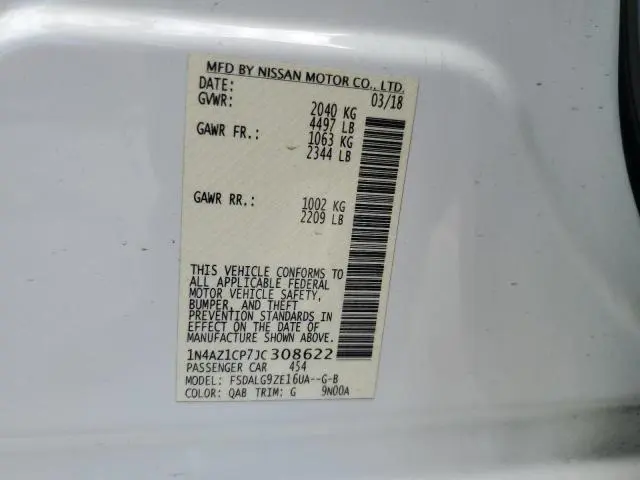 MFD BY NISSAN MOTOR CO., LTD.
DATE: 03/18
GVWR: 2040 KG
4497 LB
GAWR FR.: 1063 KG
2344 LB
GAWR RR.: 1002 KG
2209 LB
THIS VEHICLE CONFORMS TO
ALL APPLICABLE FEDERAL
MOTOR VEHICLE SAFETY,
BUMPER, AND THEFT
PREVENTION STANDARDS IN
EFFECT ON THE DATE OF
MANUFACTURE SHOWN ABOVE.
1N4AZ1CP7JC308622
PASSENGER CAR 454
MODEL: FSDALG9ZE16UA--G-B
COLOR: QAB TRIM: G 9N00A